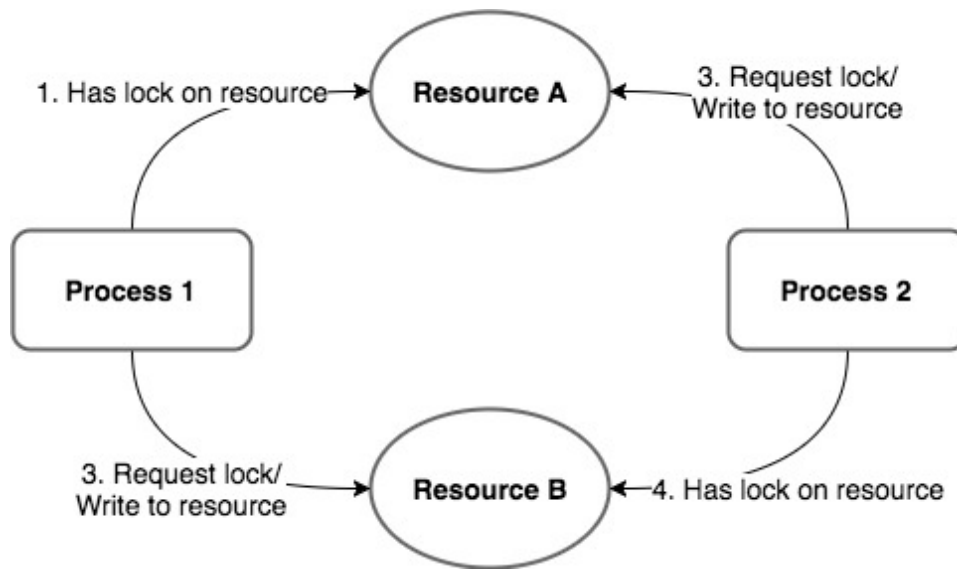 1. Has lock on resource
Resource A
3. Request lock/
Write to resource
Process 1
Process 2
3. Request lock/
Write to resource
Resource B
4. Has lock on resource